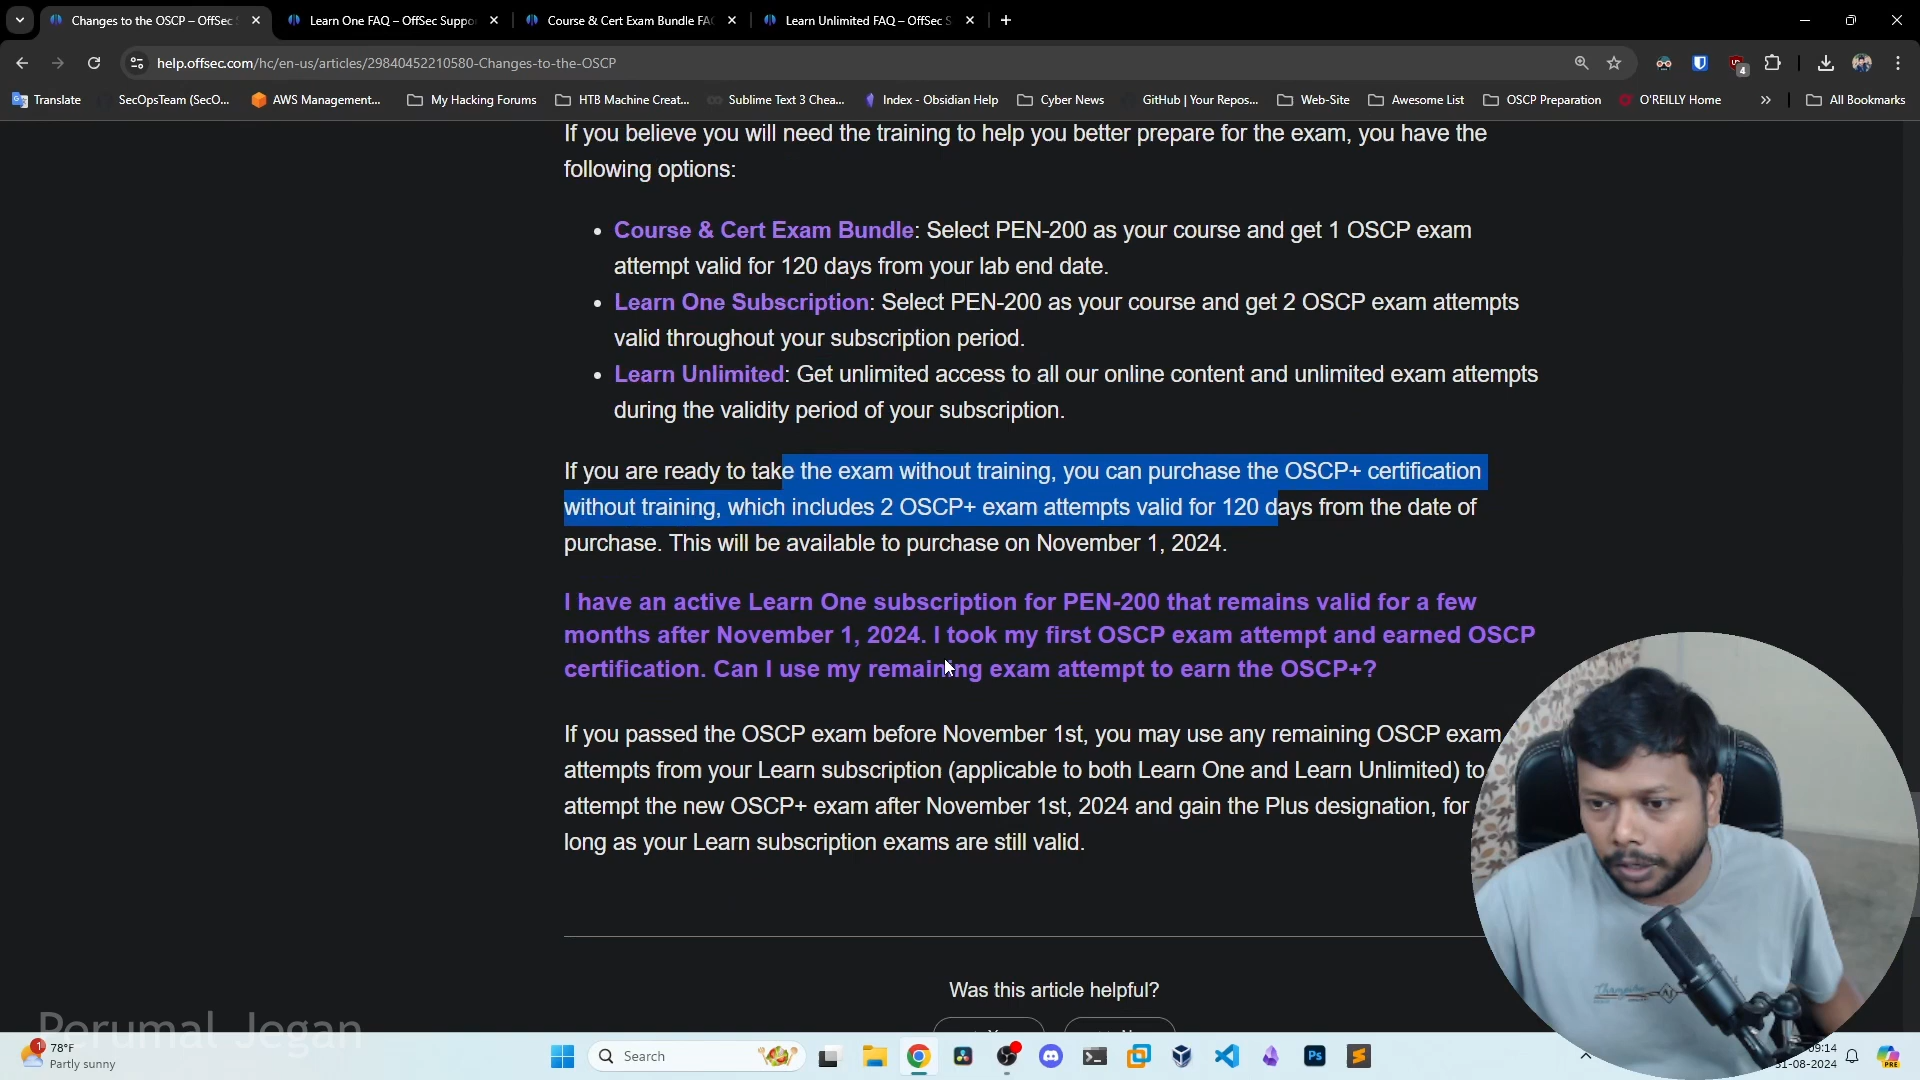 Changes to the OSCP – OffSec
Learn One FAQ – OffSec Suppo
Course & Cert Exam Bundle FA
Learn Unlimited FAQ – OffSec S
help.offsec.com/hc/en-us/articles/29840452210580-Changes-to-the-OSCP
4
Translate
SecOpsTeam (SecO...
AWS Management...
My Hacking Forums
HTB Machine Creat...
Sublime Text 3 Chea...
Index - Obsidian Help
Cyber News
GitHub | Your Repos...
Web-Site
Awesome List
OSCP Preparation
O'REILLY Home
»
All Bookmarks
If you believe you will need the training to help you better prepare for the exam, you have the
following options:
• Course & Cert Exam Bundle: Select PEN-200 as your course and get 1 OSCP exam
attempt valid for 120 days from your lab end date.
• Learn One Subscription: Select PEN-200 as your course and get 2 OSCP exam attempts
valid throughout your subscription period.
• Learn Unlimited: Get unlimited access to all our online content and unlimited exam attempts
during the validity period of your subscription.
If you are ready to take the exam without training, you can purchase the OSCP+ certification
without training, which includes 2 OSCP+ exam attempts valid for 120 days from the date of
purchase. This will be available to purchase on November 1, 2024.
I have an active Learn One subscription for PEN-200 that remains valid for a few
months after November 1, 2024. I took my first OSCP exam attempt and earned OSCP
certification. Can I use my remaining exam attempt to earn the OSCP+?
If you passed the OSCP exam before November 1st, you may use any remaining OSCP exam
attempts from your Learn subscription (applicable to both Learn One and Learn Unlimited) to
attempt the new OSCP+ exam after November 1st, 2024 and gain the Plus designation, for
long as your Learn subscription exams are still valid.
Was this article helpful?
Perumal Jegan
1
78°F
Partly sunny
Search
Ps
09:14
31-08-2024
PRE